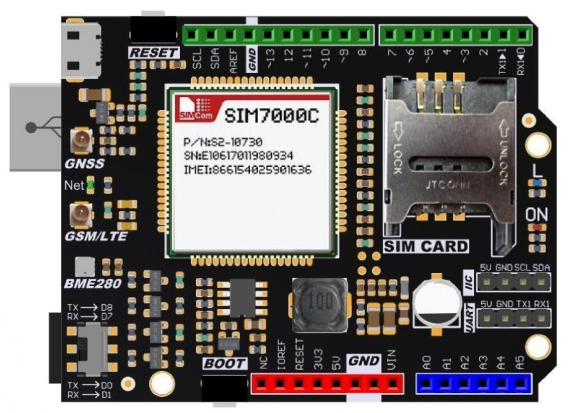 RESET
SCL
SDA
AREF
GND
~13
12
~11
~10
~9
8
7
~6
~5
4
~3
2
TX▶1
RX◀0
SIMCom
SIM7000C
P/N:S2-10730
SN:E10617011980934
IMEI:866154025901636
LOCK
UNLOCK
JTCONN
SIM CARD
GNSS
Net
GSM/LTE
BME280
L
ON
5V GND SCL SDA
IIC
5V GND TX1 RX1
UART
TX → D8
RX → D7
TX → D0
RX → D1
100
BOOT
NC
IOREF
RESET
3V3
5V
GND
VIN
A0
A1
A2
A3
A4
A5